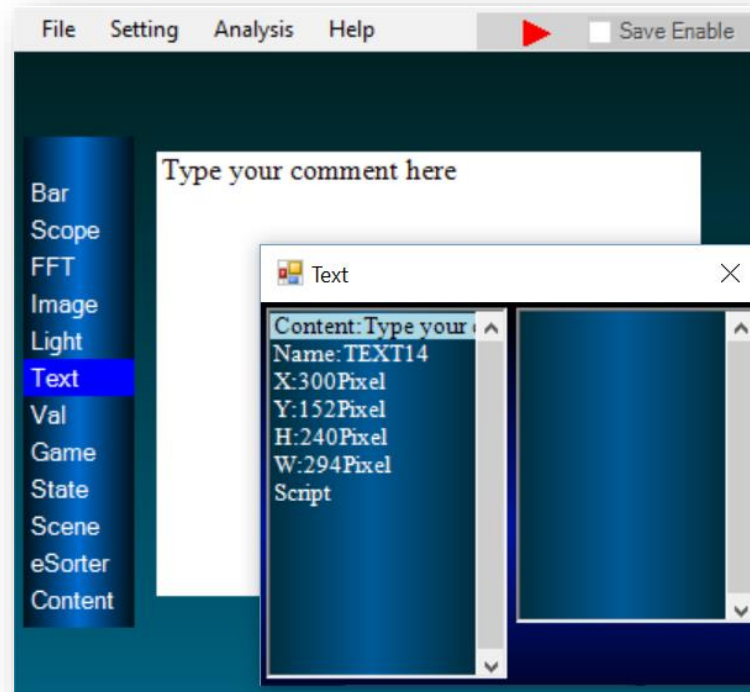 File Setting Analysis Help Save Enable
Bar
Scope
FFT
Image
Light
Text
Val
Game
State
Scene
eSorter
Content
Type your comment here
Text
Content:Type your
Name:TEXT14
X:300Pixel
Y:152Pixel
H:240Pixel
W:294Pixel
Script